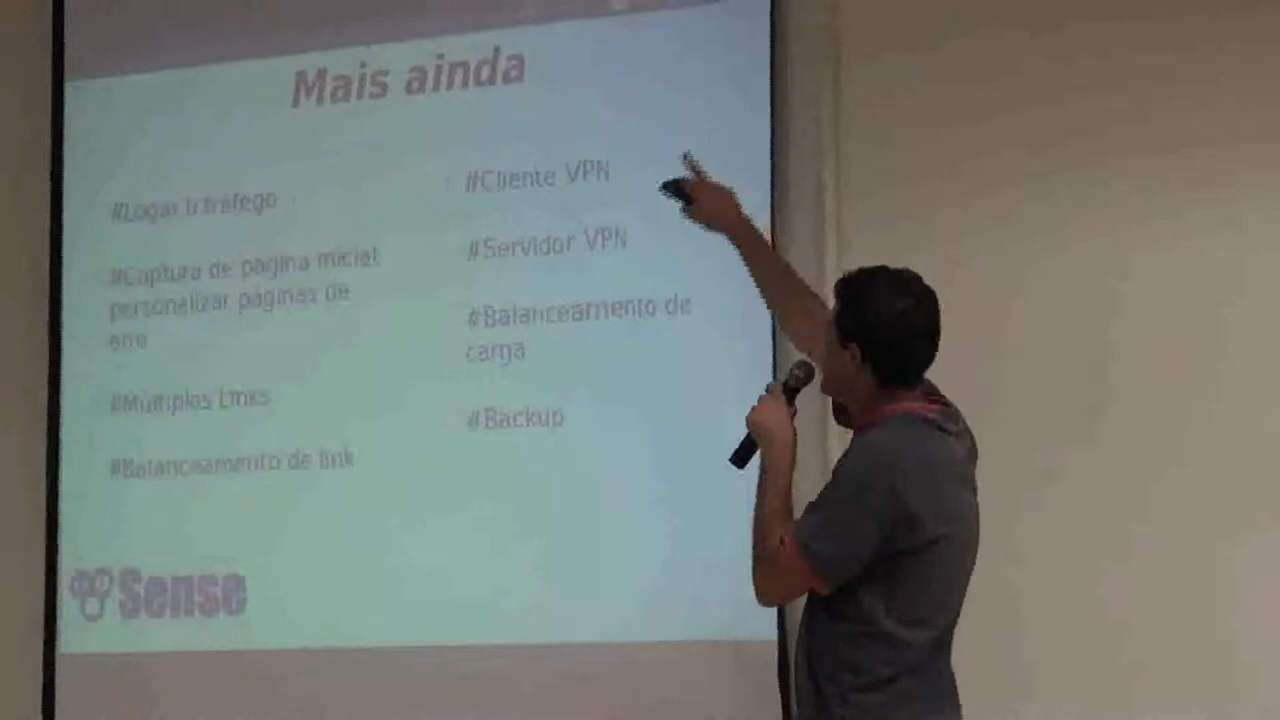 Mais ainda
#Logar o tráfego
#Captura de página inicial,
personalizar páginas de
erro
#Múltiplos Links
#Balanceamento de link
#Cliente VPN
#Servidor VPN
#Balanceamento de
carga
#Backup
Sense